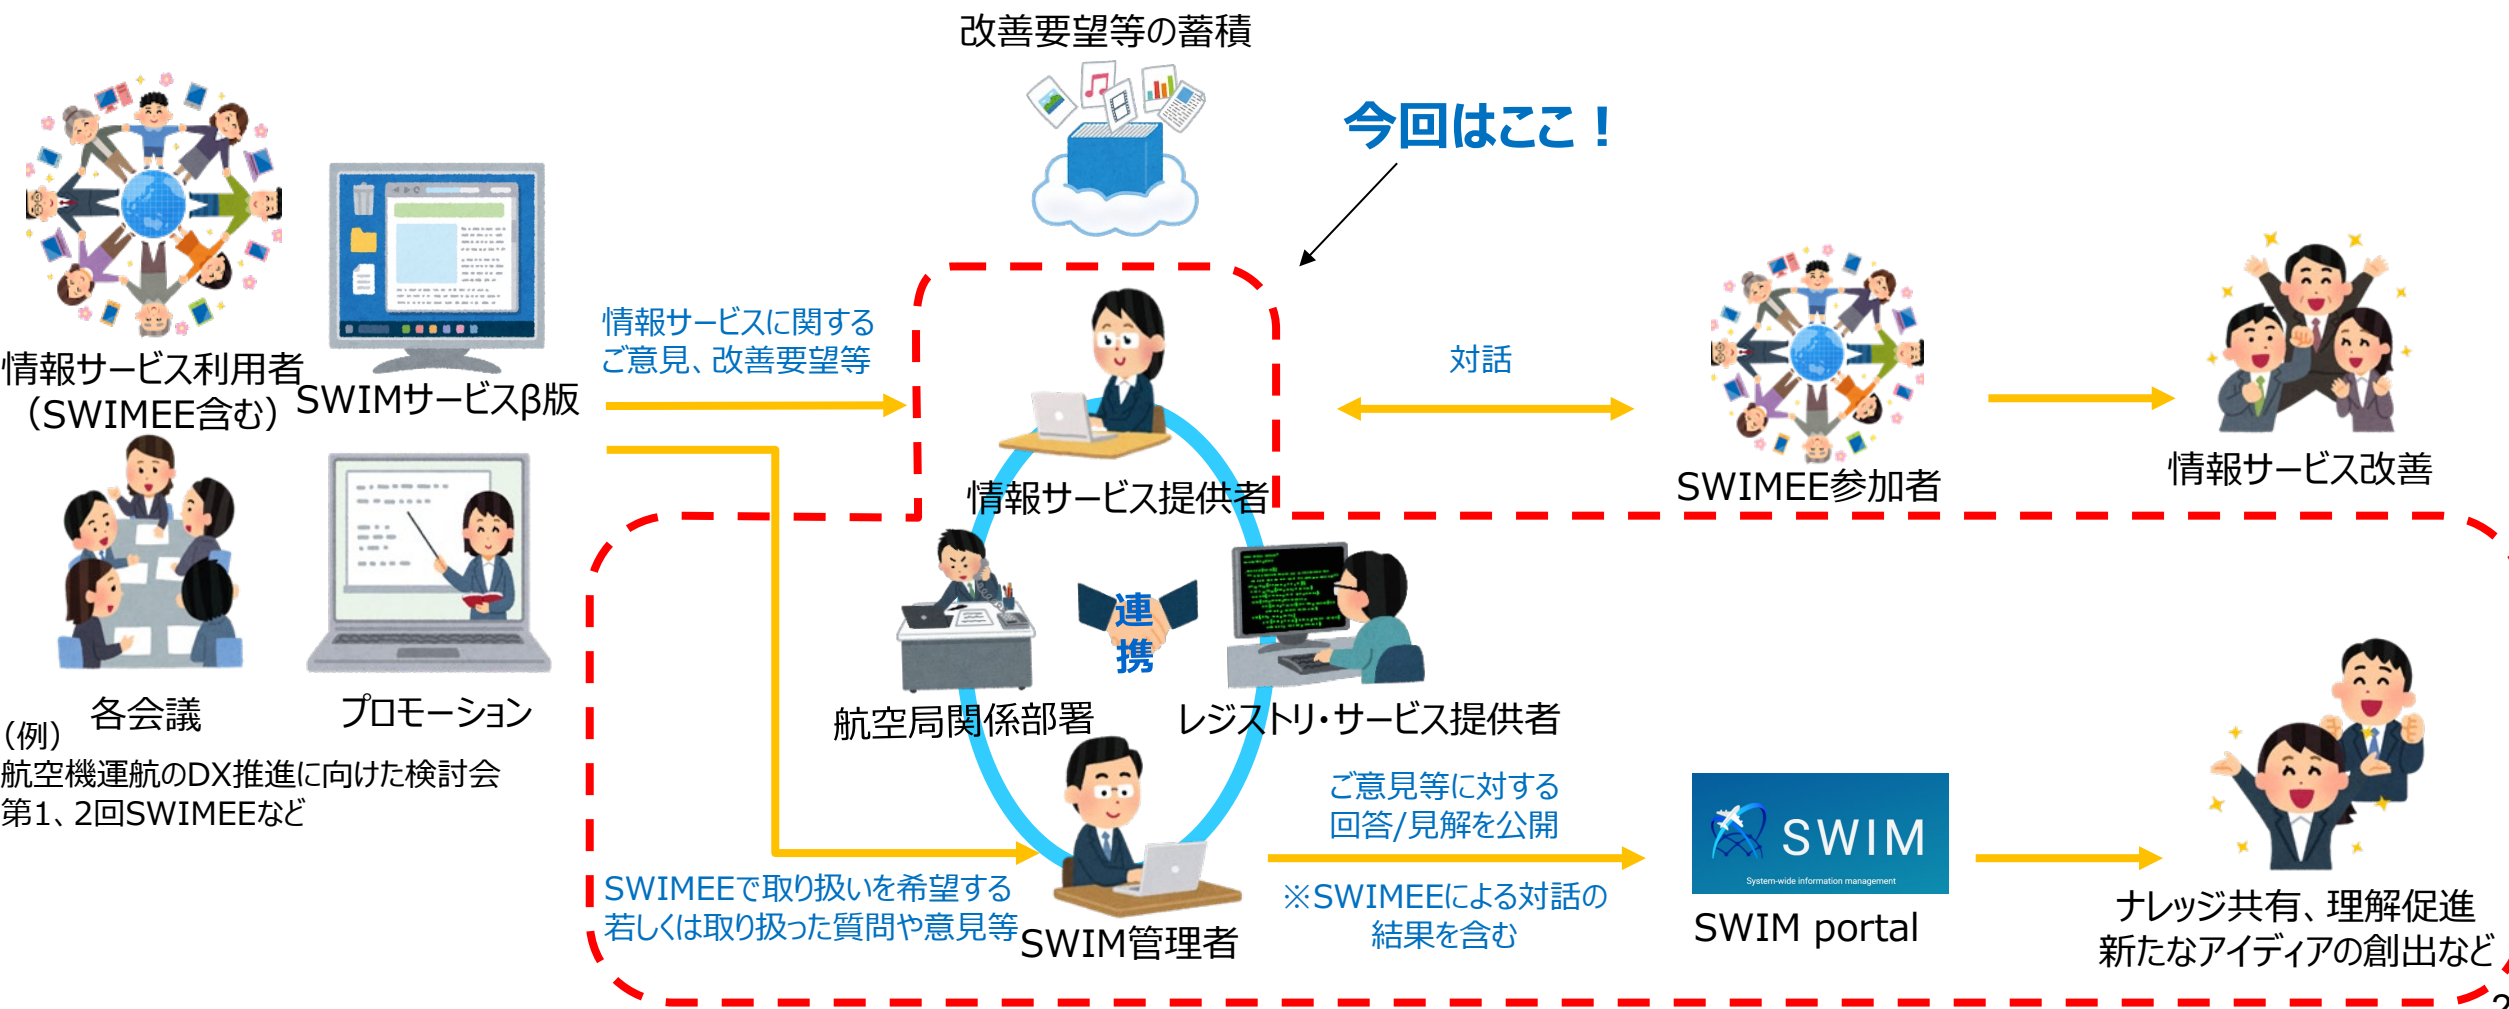 改善要望等の蓄積
今回はここ！
情報サービス利用者
（SWIMEE含む）
SWIMサービスβ版
情報サービスに関する
ご意見、改善要望等
対話
情報サービス提供者
SWIMEE参加者
情報サービス改善
各会議
プロモーション
（例）
航空機運航のDX推進に向けた検討会
第1、2回SWIMEEなど
連
携
航空局関係部署
レジストリ・サービス提供者
SWIMEEで取り扱いを希望する
若しくは取り扱った質問や意見等
SWIM管理者
ご意見等に対する
回答/見解を公開
※SWIMEEによる対話の
結果を含む
SWIM
System-wide information management
SWIM portal
ナレッジ共有、理解促進
新たなアイディアの創出など